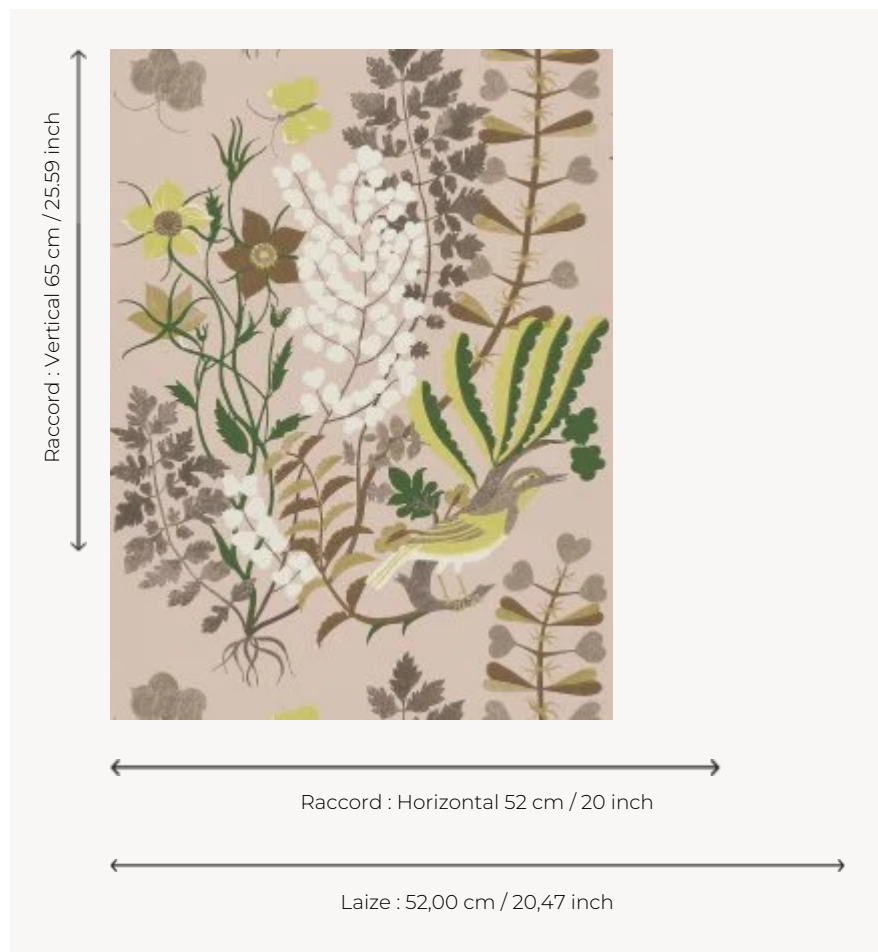 Raccord : Vertical 65 cm / 25.59 inch
Raccord : Horizontal 52 cm / 20 inch
Laize : 52,00 cm / 20,47 inch